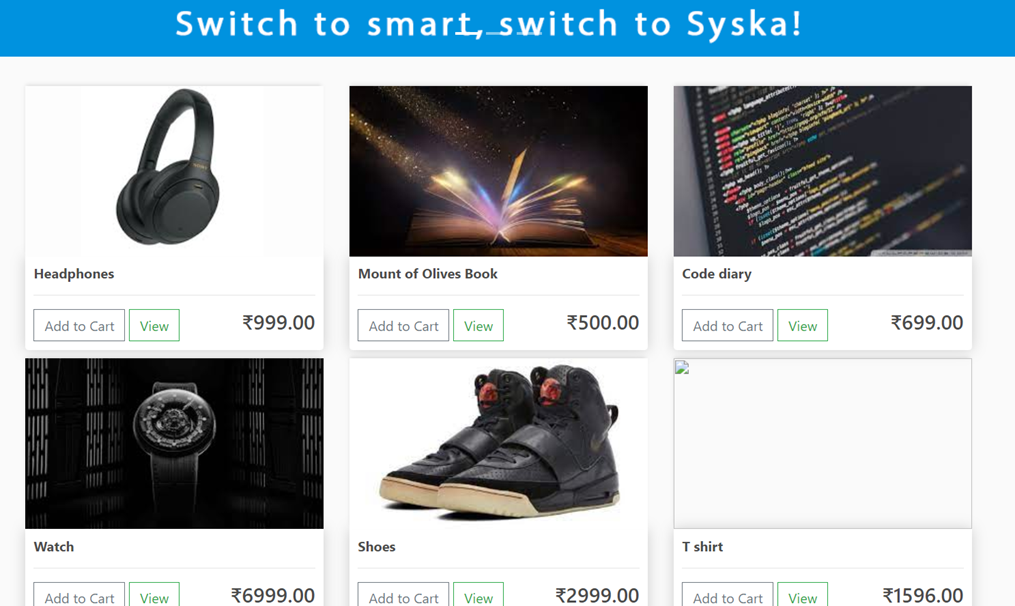 Switch to smart, switch to Syska!
Headphones
Add to Cart View ₹999.00
Mount of Olives Book
Add to Cart View ₹500.00
Code diary
Add to Cart View ₹699.00
Watch
Add to Cart View ₹6999.00
Shoes
Add to Cart View ₹2999.00
T shirt
Add to Cart View ₹1596.00